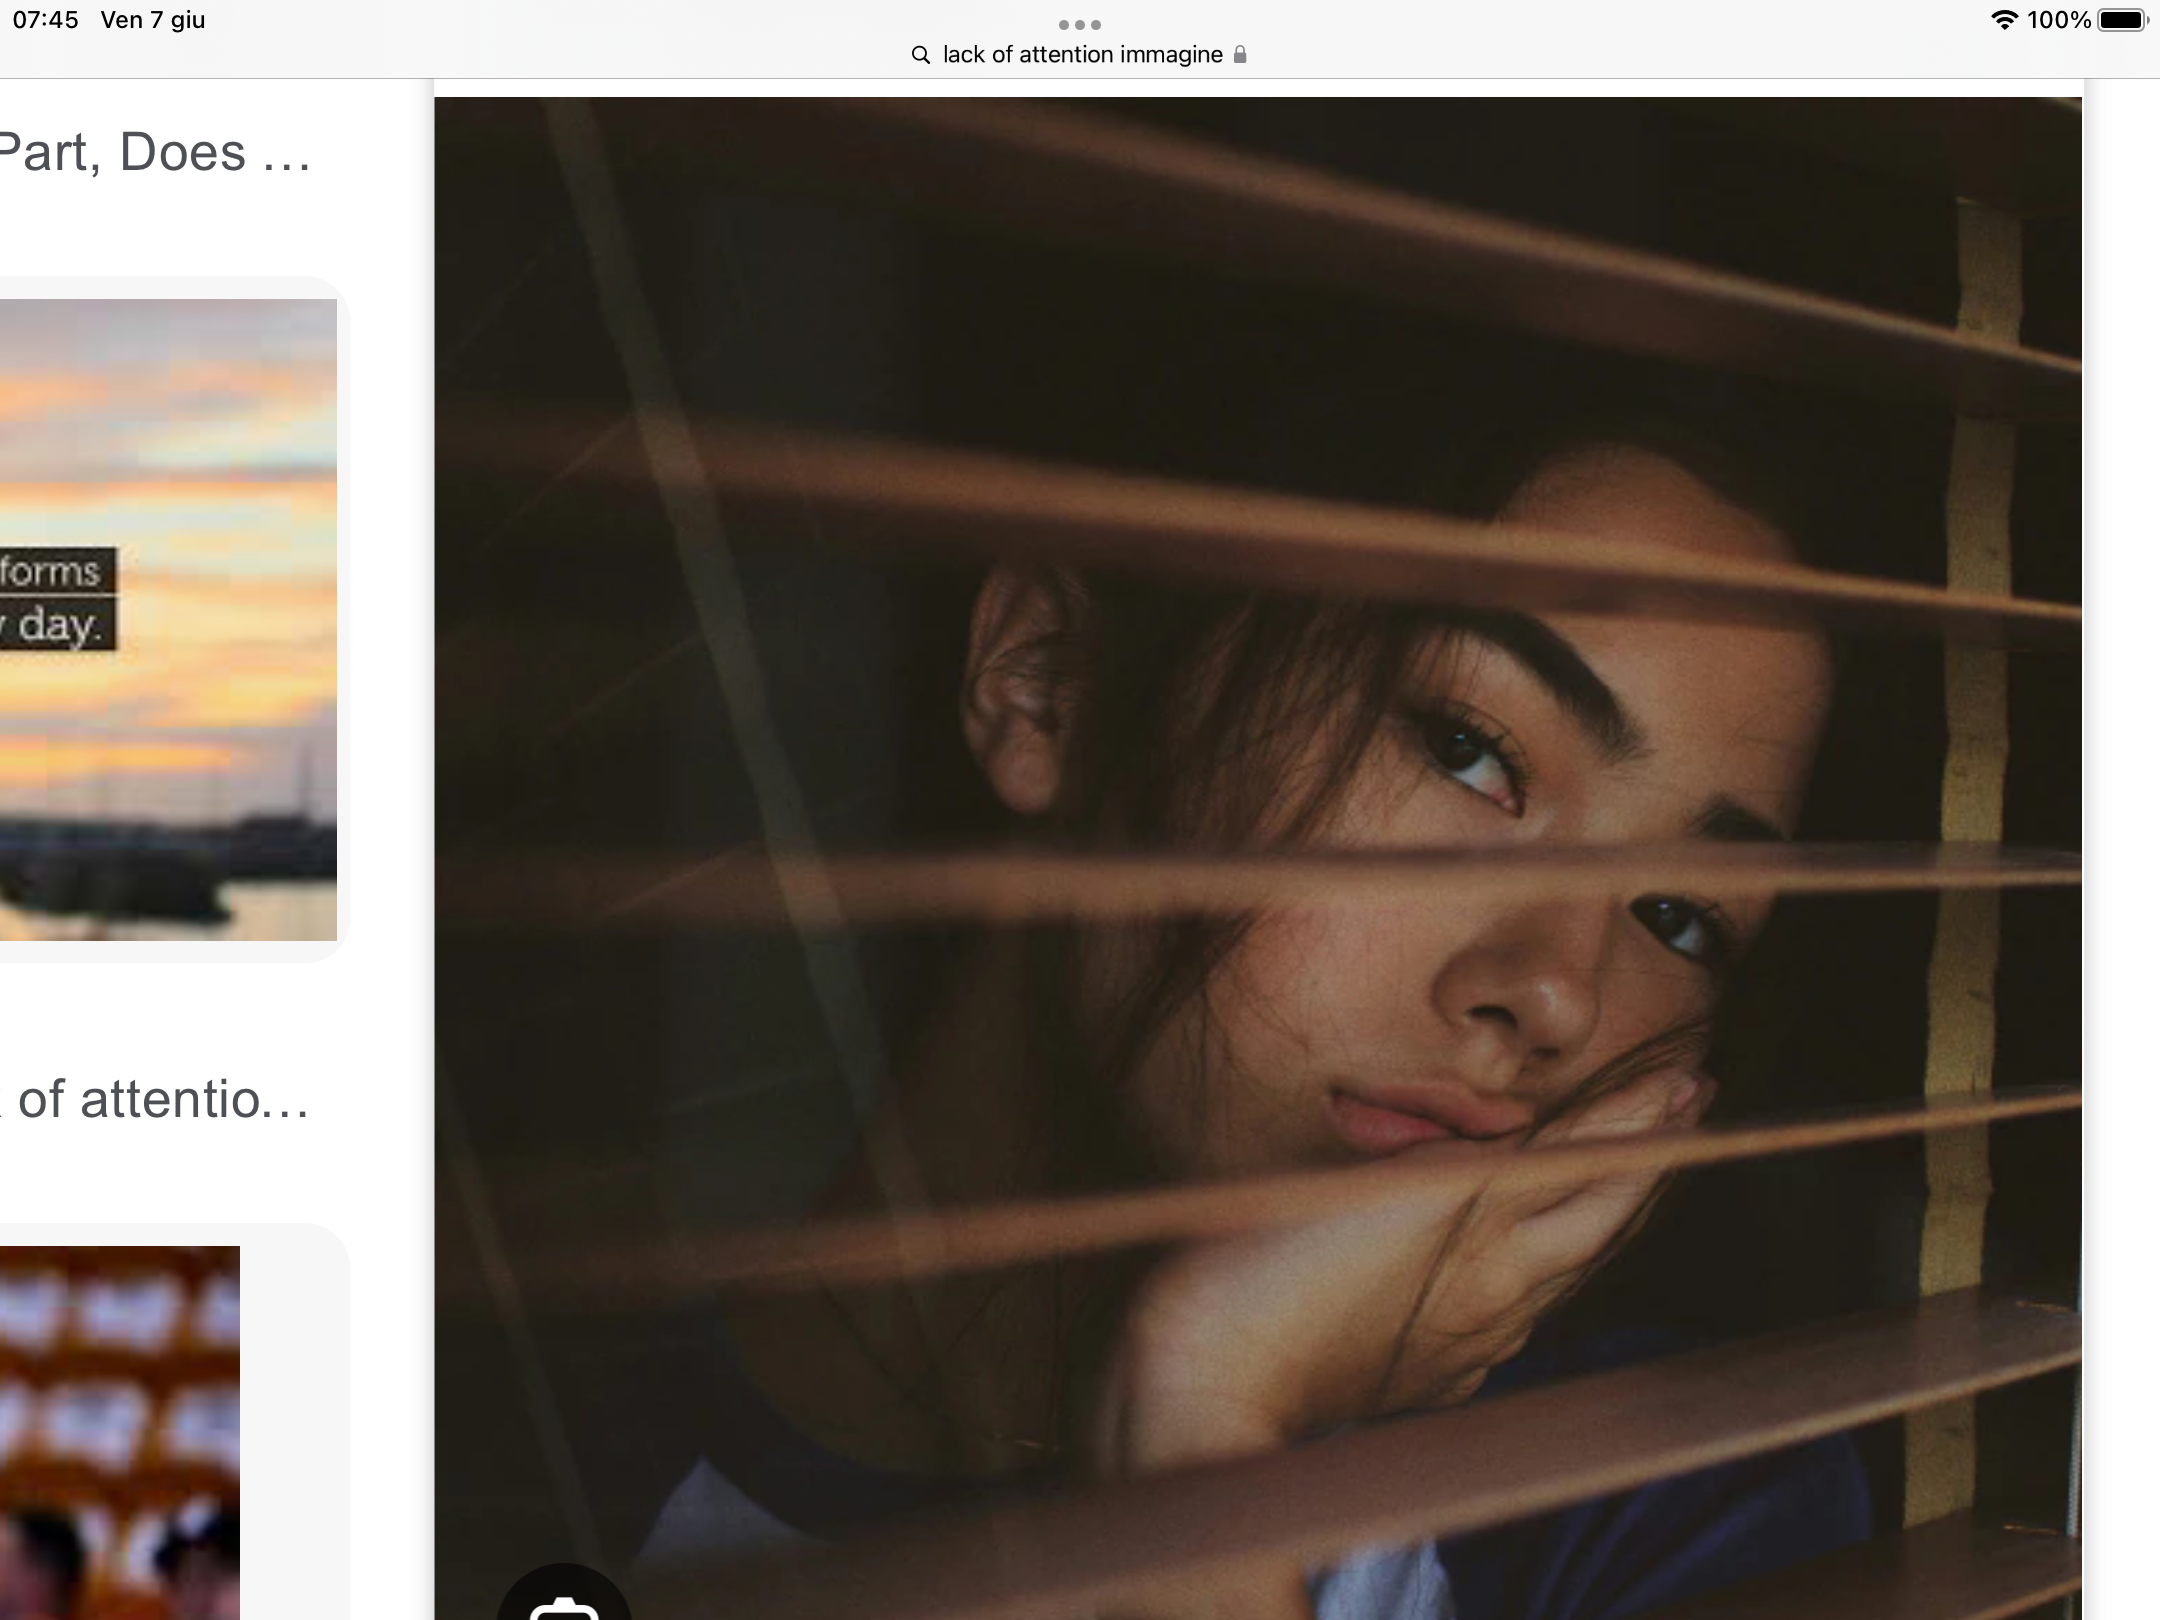 07:45 Ven 7 giu
100%
lack of attention immagine
Part, Does ...
forms
day.
of attentio...